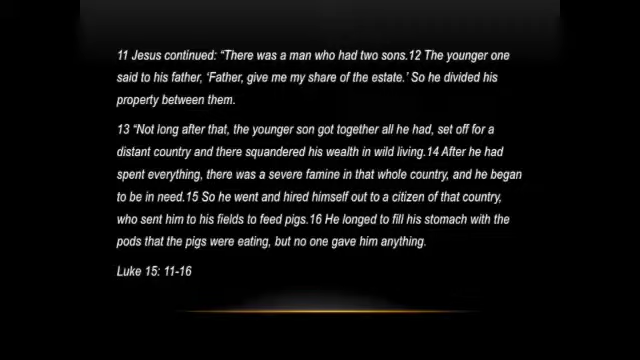 11 Jesus continued: “There was a man who had two sons.12 The younger one
said to his father, ‘Father, give me my share of the estate.’ So he divided his
property between them.
13 “Not long after that, the younger son got together all he had, set off for a
distant country and there squandered his wealth in wild living.14 After he had
spent everything, there was a severe famine in that whole country, and he began
to be in need.15 So he went and hired himself out to a citizen of that country,
who sent him to his fields to feed pigs.16 He longed to fill his stomach with the
pods that the pigs were eating, but no one gave him anything.
Luke 15: 11-16